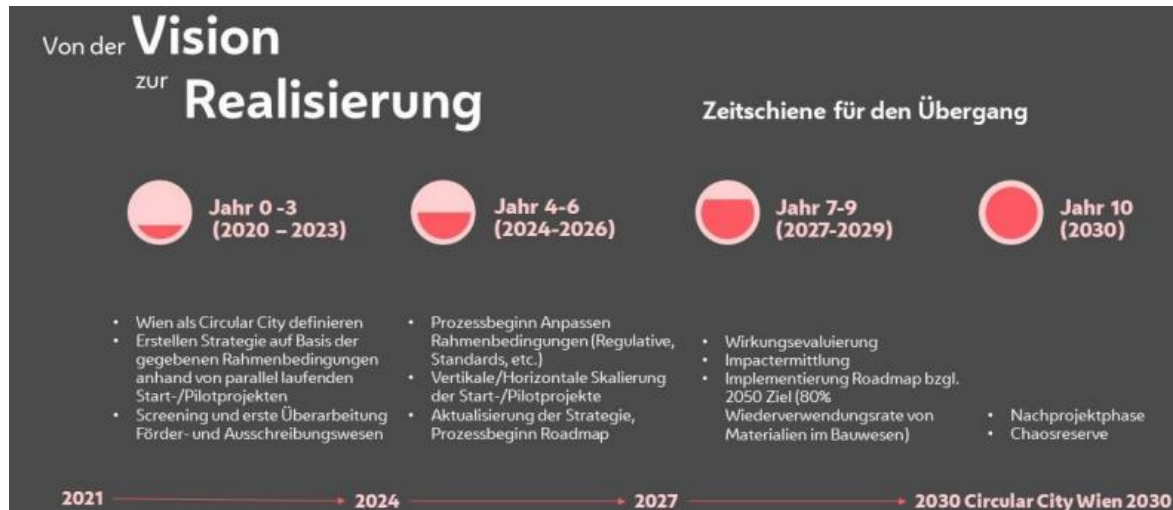 Von der Vision
zur
Realisierung
Zeitschiene für den Übergang
Jahr 0 -3
(2020 – 2023)
Jahr 4-6
(2024-2026)
Jahr 7-9
(2027-2029)
Jahr 10
(2030)
• Wien als Circular City definieren
• Erstellen Strategie auf Basis der
gegebenen Rahmenbedingungen
anhand von parallel laufenden
Start-/Pilotprojekten
• Screening und erste Überarbeitung
Förder- und Ausschreibungswesen
• Prozessbeginn Anpassen
Rahmenbedingungen (Regulative,
Standards, etc.)
• Vertikale/Horizontale Skalierung
der Start-/Pilotprojekte
• Aktualisierung der Strategie,
Prozessbeginn Roadmap
• Wirkungsevaluierung
• Impactermittlung
• Implementierung Roadmap bzgl.
2050 Ziel (80%
Wiederverwendungsrate von
Materialien im Bauwesen)
• Nachprojektphase
• Chaosreserve
2021
2024
2027
2030 Circular City Wien 2030